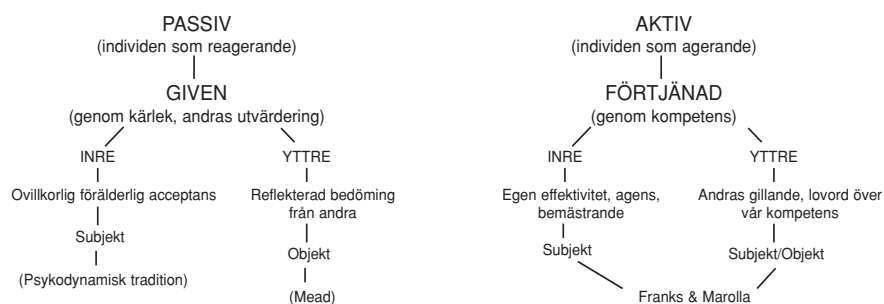 PASSIV
(individen som reagerande)
GIVEN
(genom kärlek, andras utvärdering)
INRE
YTTRE
Ovillkorlig förälderlig acceptans
Reflekterad bedöming
från andra
Subjekt
Objekt
(Psykodynamisk tradition)
(Mead)
AKTIV
(individen som agerande)
FÖRTJÄNAD
(genom kompetens)
INRE
YTTRE
Egen effektivitet, agens,
bemästrande
Andras gillande, lovord över
vår kompetens
Subjekt
Subjekt/Objekt
Franks & Marolla